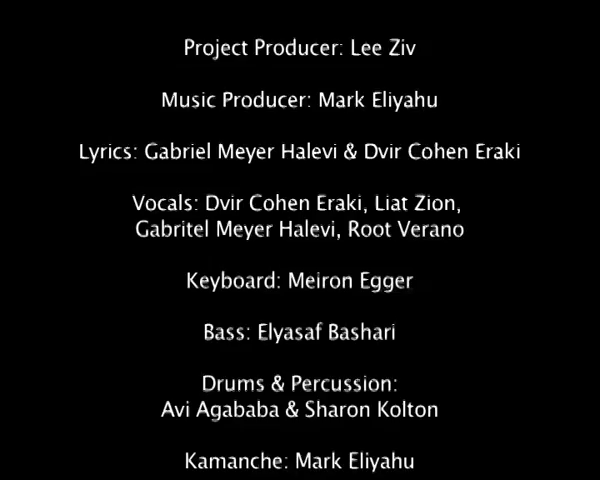 Project Producer: Lee Ziv
Music Producer: Mark Eliyahu
Lyrics: Gabriel Meyer Halevi & Dvir Cohen Eraki
Vocals: Dvir Cohen Eraki, Liat Zion,
Gabritel Meyer Halevi, Root Verano
Keyboard: Meiron Egger
Bass: Elyasaf Bashari
Drums & Percussion:
Avi Agababa & Sharon Kolton
Kamanche: Mark Eliyahu